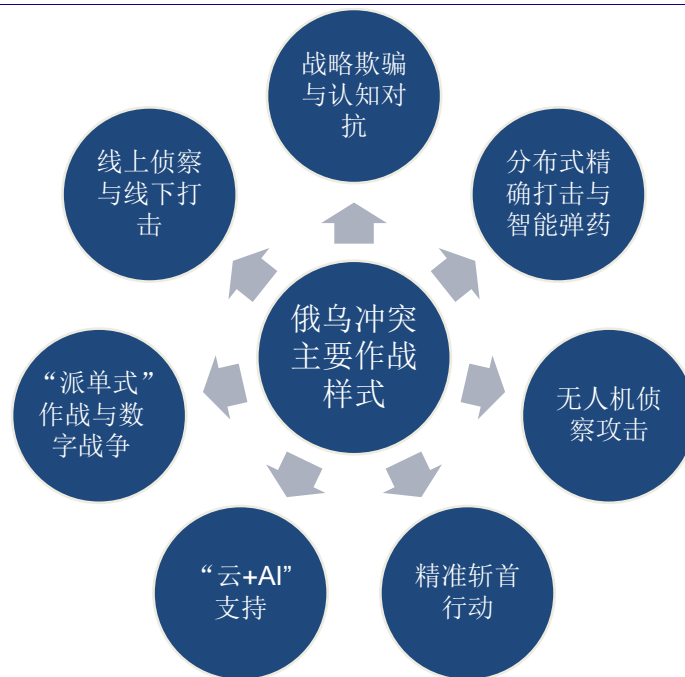 战略欺骗
与认知对
抗
线上侦察
与线下打
击
分布式精
确打击与
智能弹药
俄乌冲突
主要作战
样式
“派单式”
作战与数
字战争
无人机侦
察攻击
“云+AI”
支持
精准斩首
行动